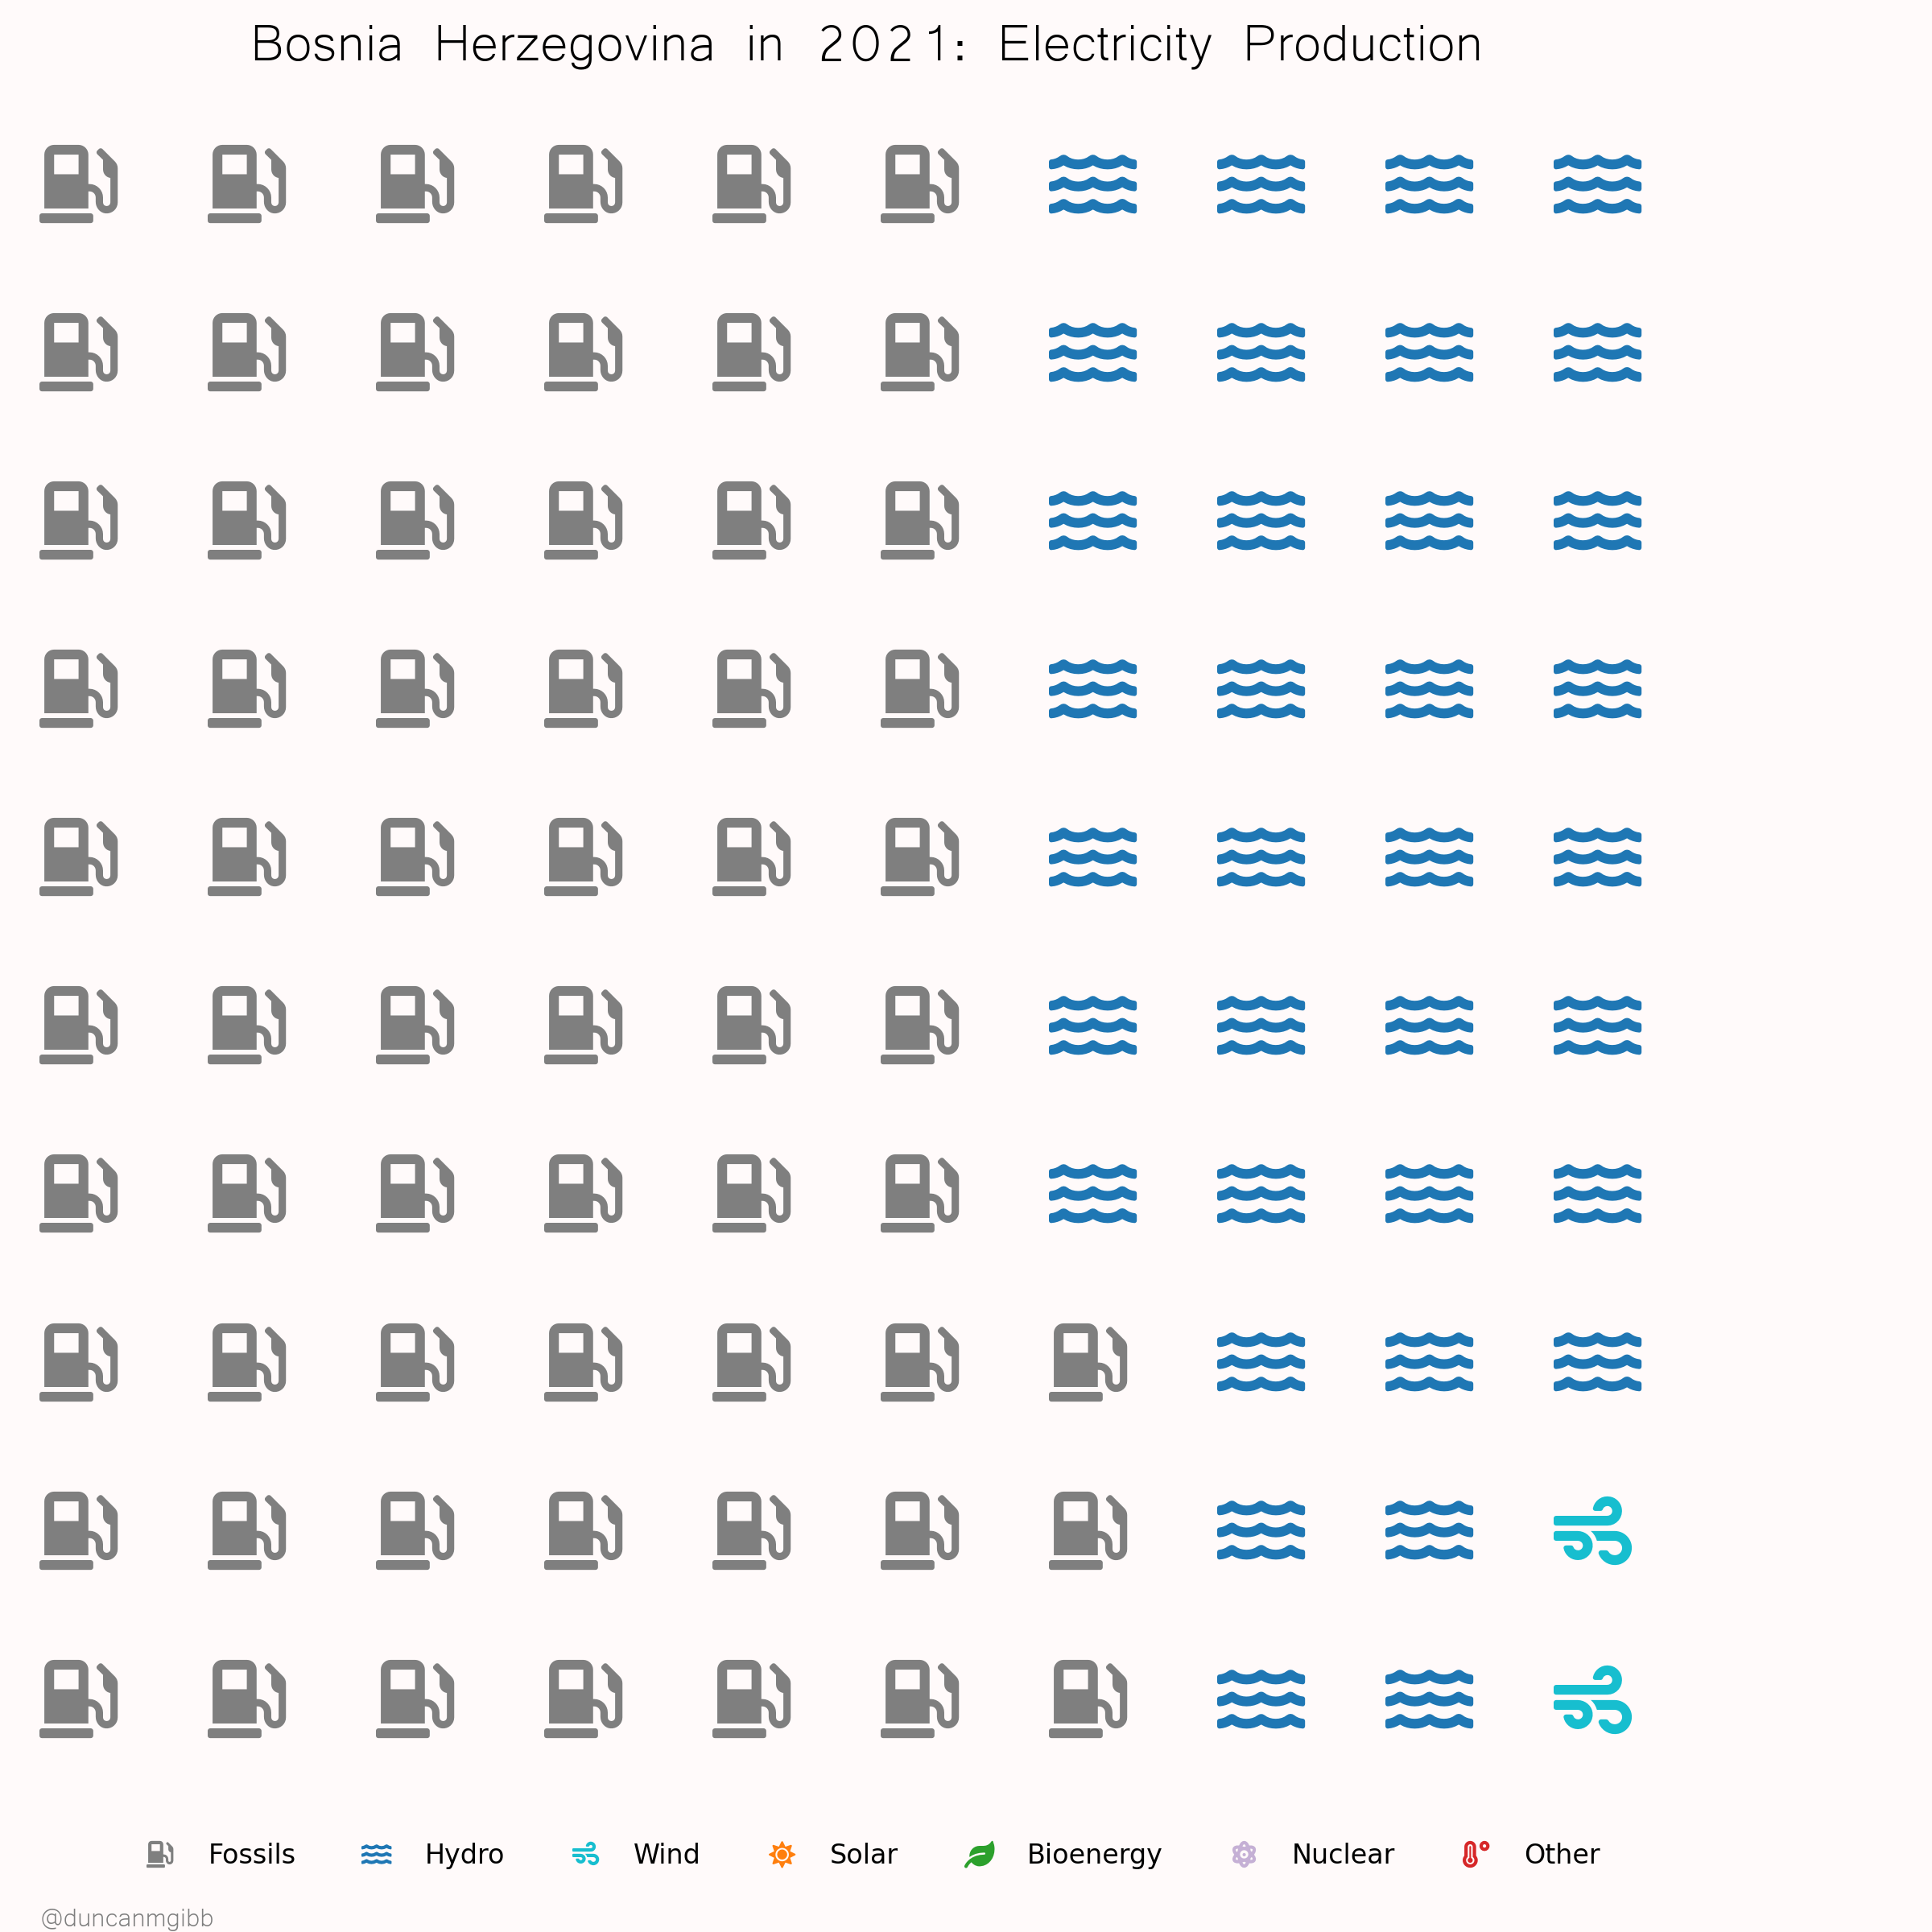 Bosnia Herzegovina in 2021: Electricity Production
Fossils Hydro Wind Solar Bioenergy Nuclear Other
@duncanmgibb